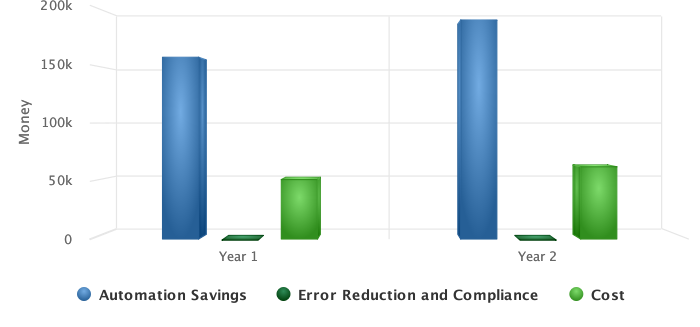 200k
150k
100k
50k
0
Money
Year 1
Year 2
Automation Savings
Error Reduction and Compliance
Cost